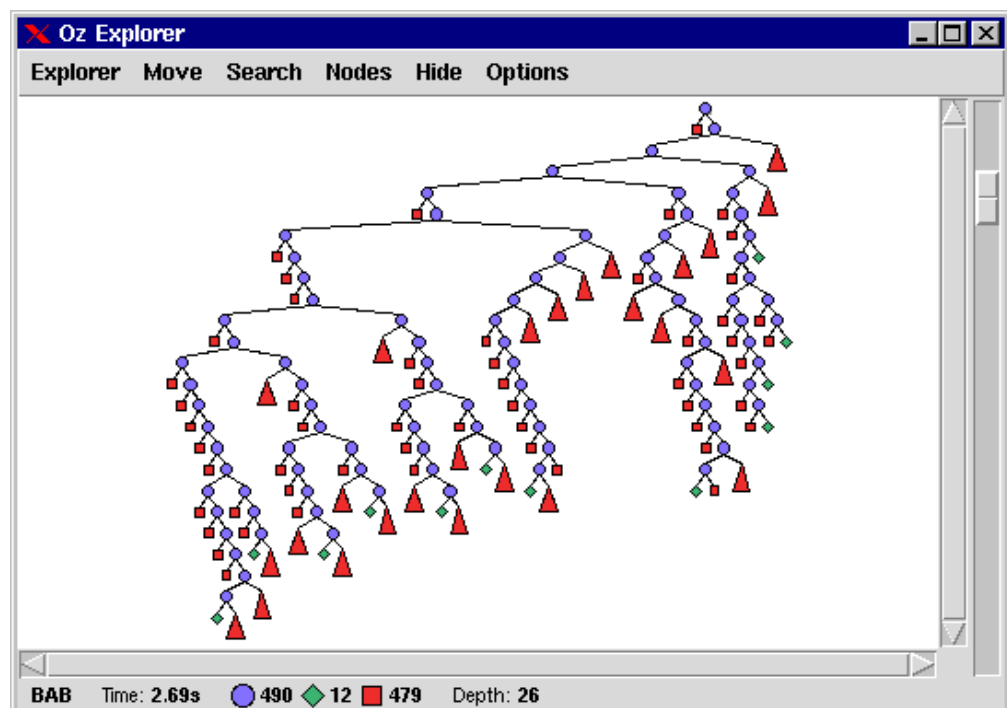 Oz Explorer
Explorer Move Search Nodes Hide Options
BAB Time: 2.69s 490 12 479 Depth: 26